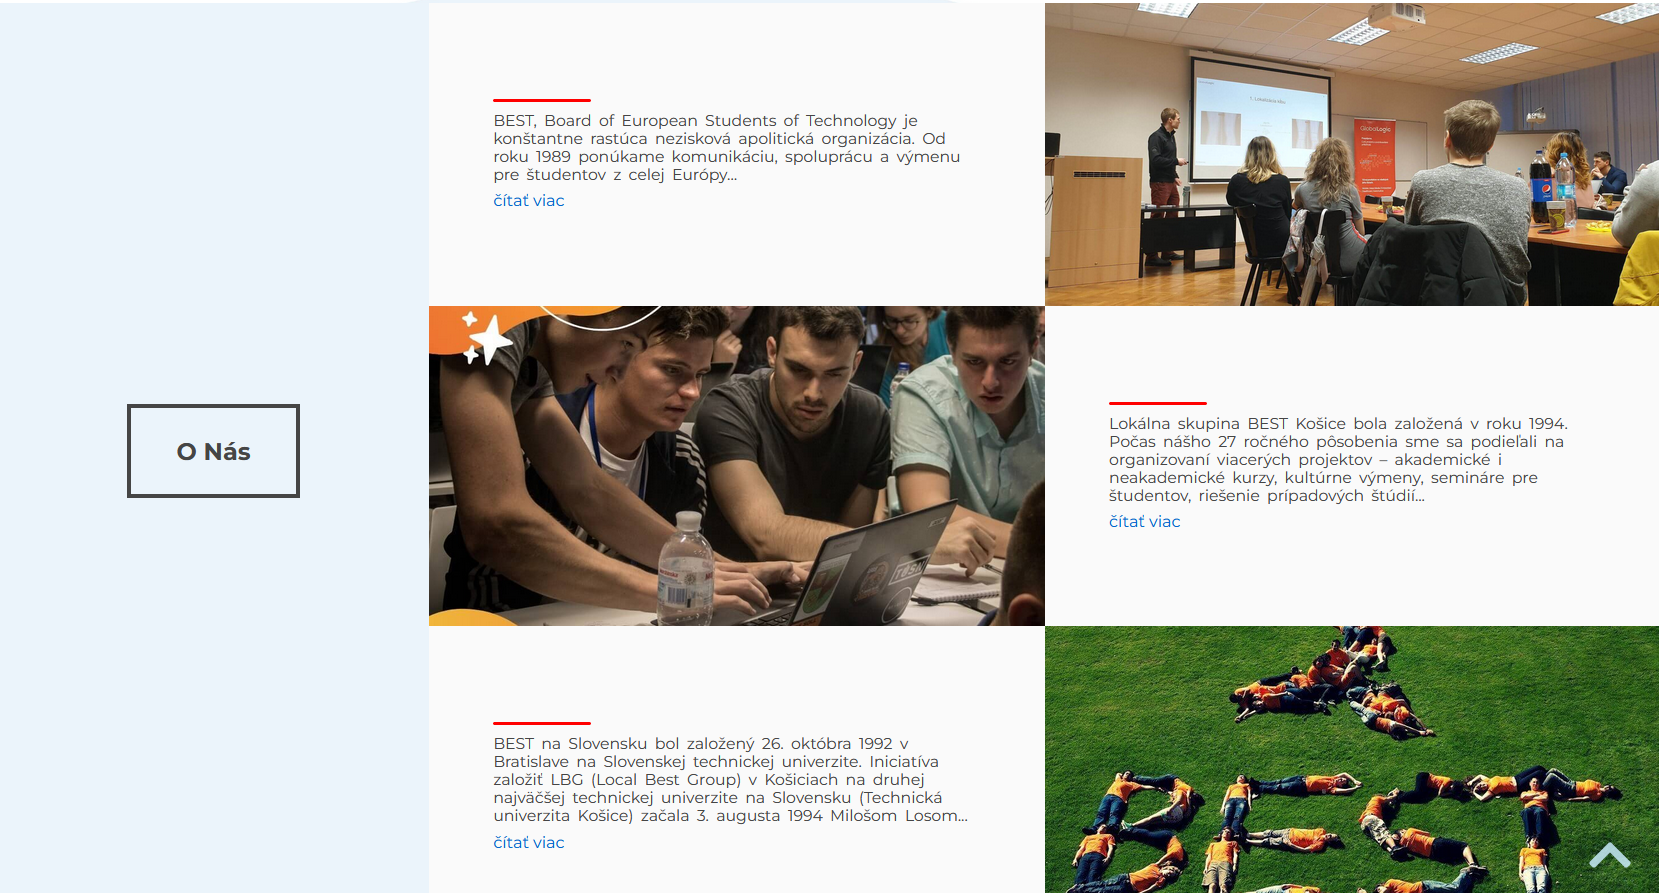 O Nás
BEST, Board of European Students of Technology je
konštantne rastúca nezisková apolitická organizácia. Od
roku 1989 ponúkame komunikáciu, spoluprácu a výmenu
pre študentov z celej Európy...
čítať viac
GlobalLogic
Lokálna skupina BEST Košice bola založená v roku 1994.
Počas nášho 27 ročného pôsobenia sme sa podieľali na
organizovaní viacerých projektov – akademické i
neakademické kurzy, kultúrne výmeny, semináre pre
študentov, riešenie prípadových štúdií...
čítať viac
BEST na Slovensku bol založený 26. októbra 1992 v
Bratislave na Slovenskej technickej univerzite. Iniciatíva
založiť LBG (Local Best Group) v Košiciach na druhej
najväčšej technickej univerzite na Slovensku (Technická
univerzita Košice) začala 3. augusta 1994 Milošom Losom...
čítať viac
BEST